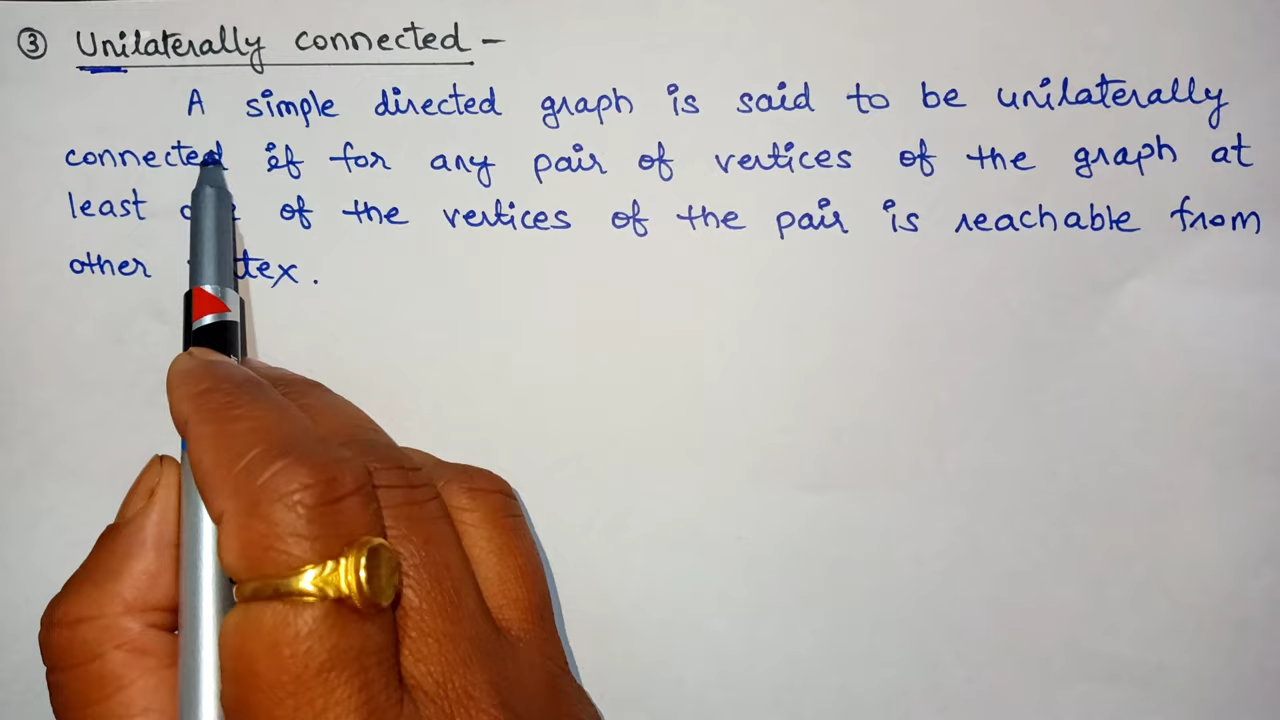 ③ Unilaterally connected -
A simple directed graph is said to be unilaterally
connected if for any pair of vertices of the graph at
least of the vertices of the pair is reachable from
other .